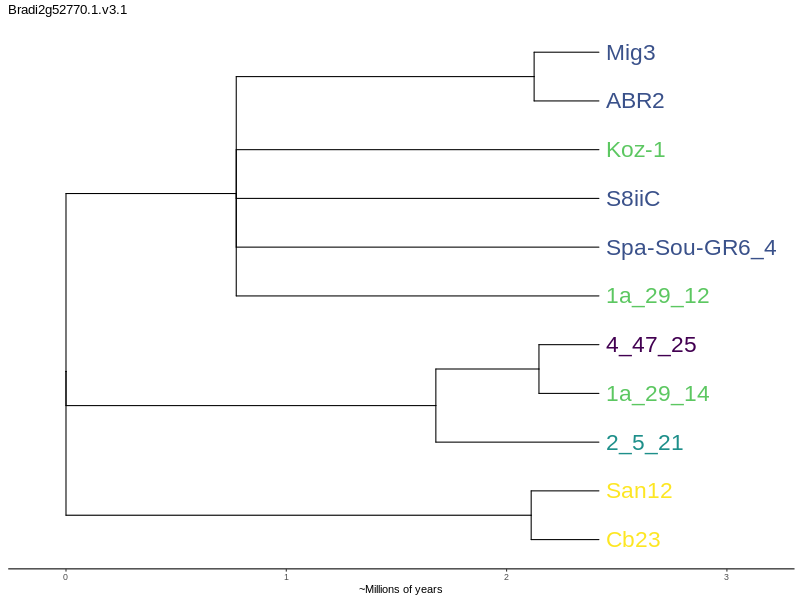 Bradi2g52770.1.v3.1
Mig3
ABR2
Koz-1
S8iiC
Spa-Sou-GR6_4
1a_29_12
4_47_25
1a_29_14
2_5_21
San12
Cb23
0 1 2 3
~Millions of years